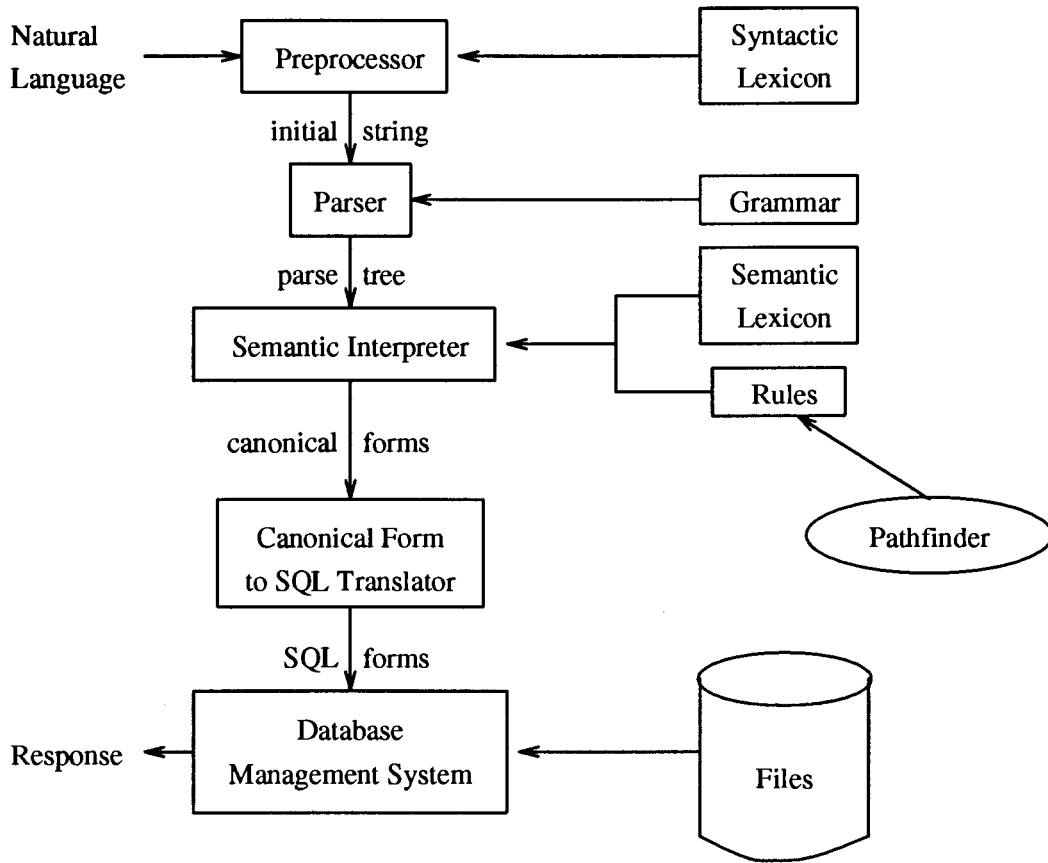 Natural
Language
Preprocessor
Syntactic
Lexicon
initial string
Parser
Grammar
parse tree
Semantic
Lexicon
Semantic Interpreter
Rules
canonical forms
Pathfinder
Canonical Form
to SQL Translator
SQL forms
Response
Database
Management System
Files